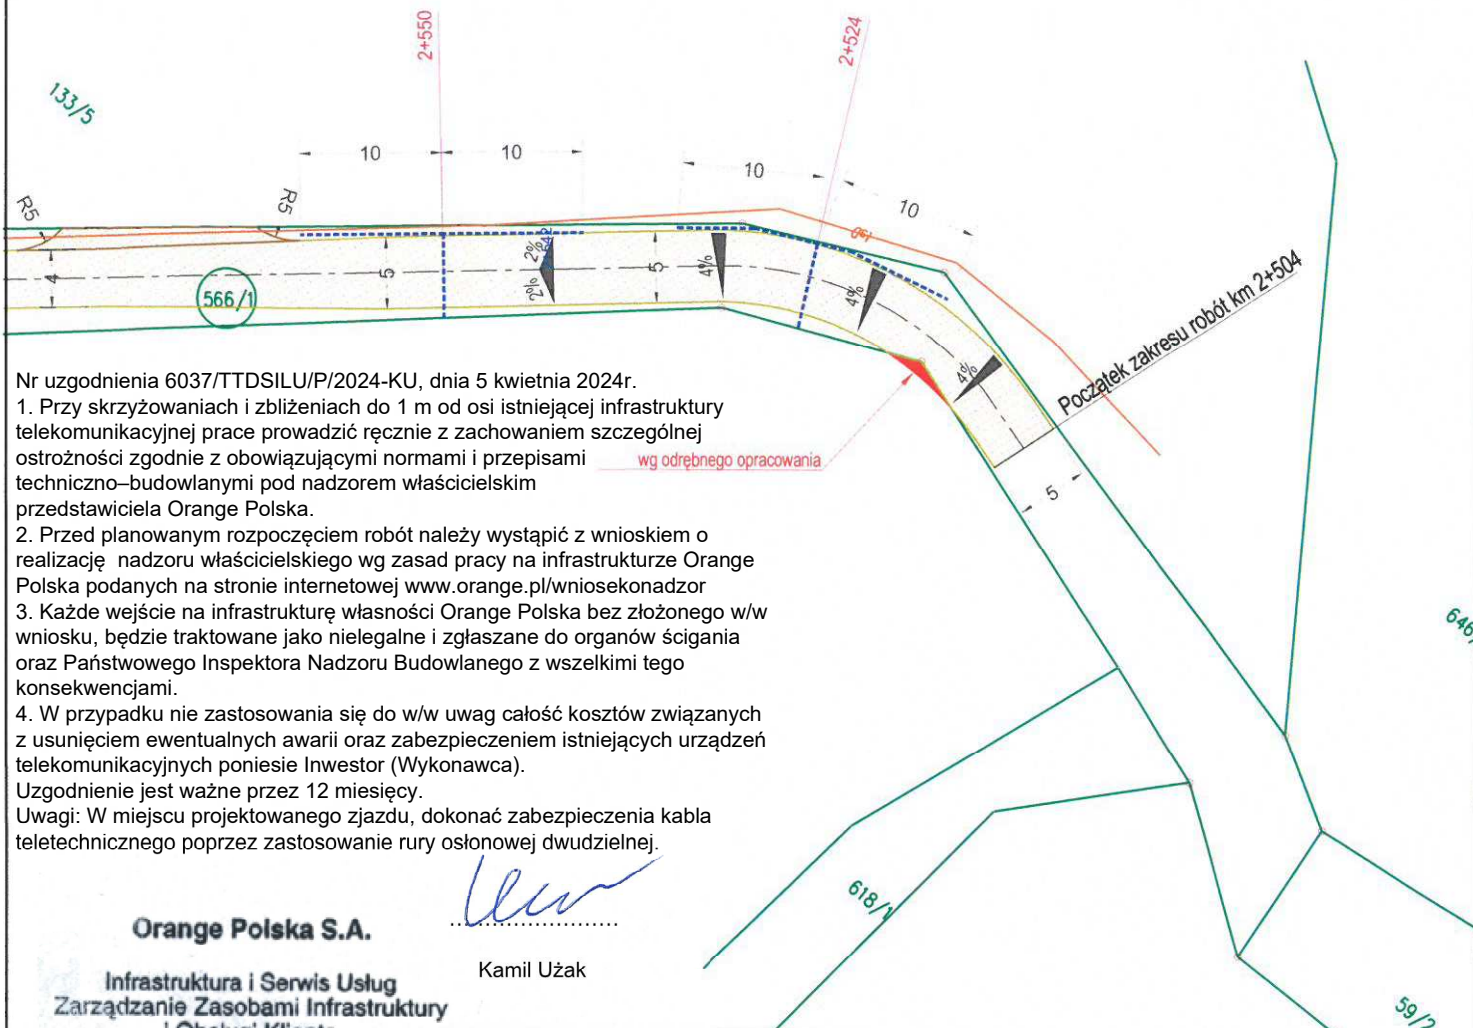 2+550
2+524
133/5
10
10
10
10
R5
R5
4
5
2%
2%
5
4%
4%
4%
566/1
Początek zakresu robót km 2+504
wg odrębnego opracowania
5
Nr uzgodnienia 6037/TTDSILU/P/2024-KU, dnia 5 kwietnia 2024r.
1. Przy skrzyżowaniach i zbliżeniach do 1 m od osi istniejącej infrastruktury
telekomunikacyjnej prace prowadzić ręcznie z zachowaniem szczególnej
ostrożności zgodnie z obowiązującymi normami i przepisami
techniczno–budowlanymi pod nadzorem właścicielskim
przedstawiciela Orange Polska.
2. Przed planowanym rozpoczęciem robót należy wystąpić z wnioskiem o
realizację  nadzoru właścicielskiego wg zasad pracy na infrastrukturze Orange
Polska podanych na stronie internetowej www.orange.pl/wniosekonadzor
3. Każde wejście na infrastrukturę własności Orange Polska bez złożonego w/w
wniosku, będzie traktowane jako nielegalne i zgłaszane do organów ścigania
oraz Państwowego Inspektora Nadzoru Budowlanego z wszelkimi tego
konsekwencjami.
4. W przypadku nie zastosowania się do w/w uwag całość kosztów związanych
z usunięciem ewentualnych awarii oraz zabezpieczeniem istniejących urządzeń
telekomunikacyjnych poniesie Inwestor (Wykonawca).
Uzgodnienie jest ważne przez 12 miesięcy.
Uwagi: W miejscu projektowanego zjazdu, dokonać zabezpieczenia kabla
teletechnicznego poprzez zastosowanie rury osłonowej dwudzielnej.
646/
618/1
59/2
Orange Polska S.A.
Kamil Użak
Infrastruktura i Serwis Usług
Zarządzanie Zasobami Infrastruktury
i Obsługi Klienta